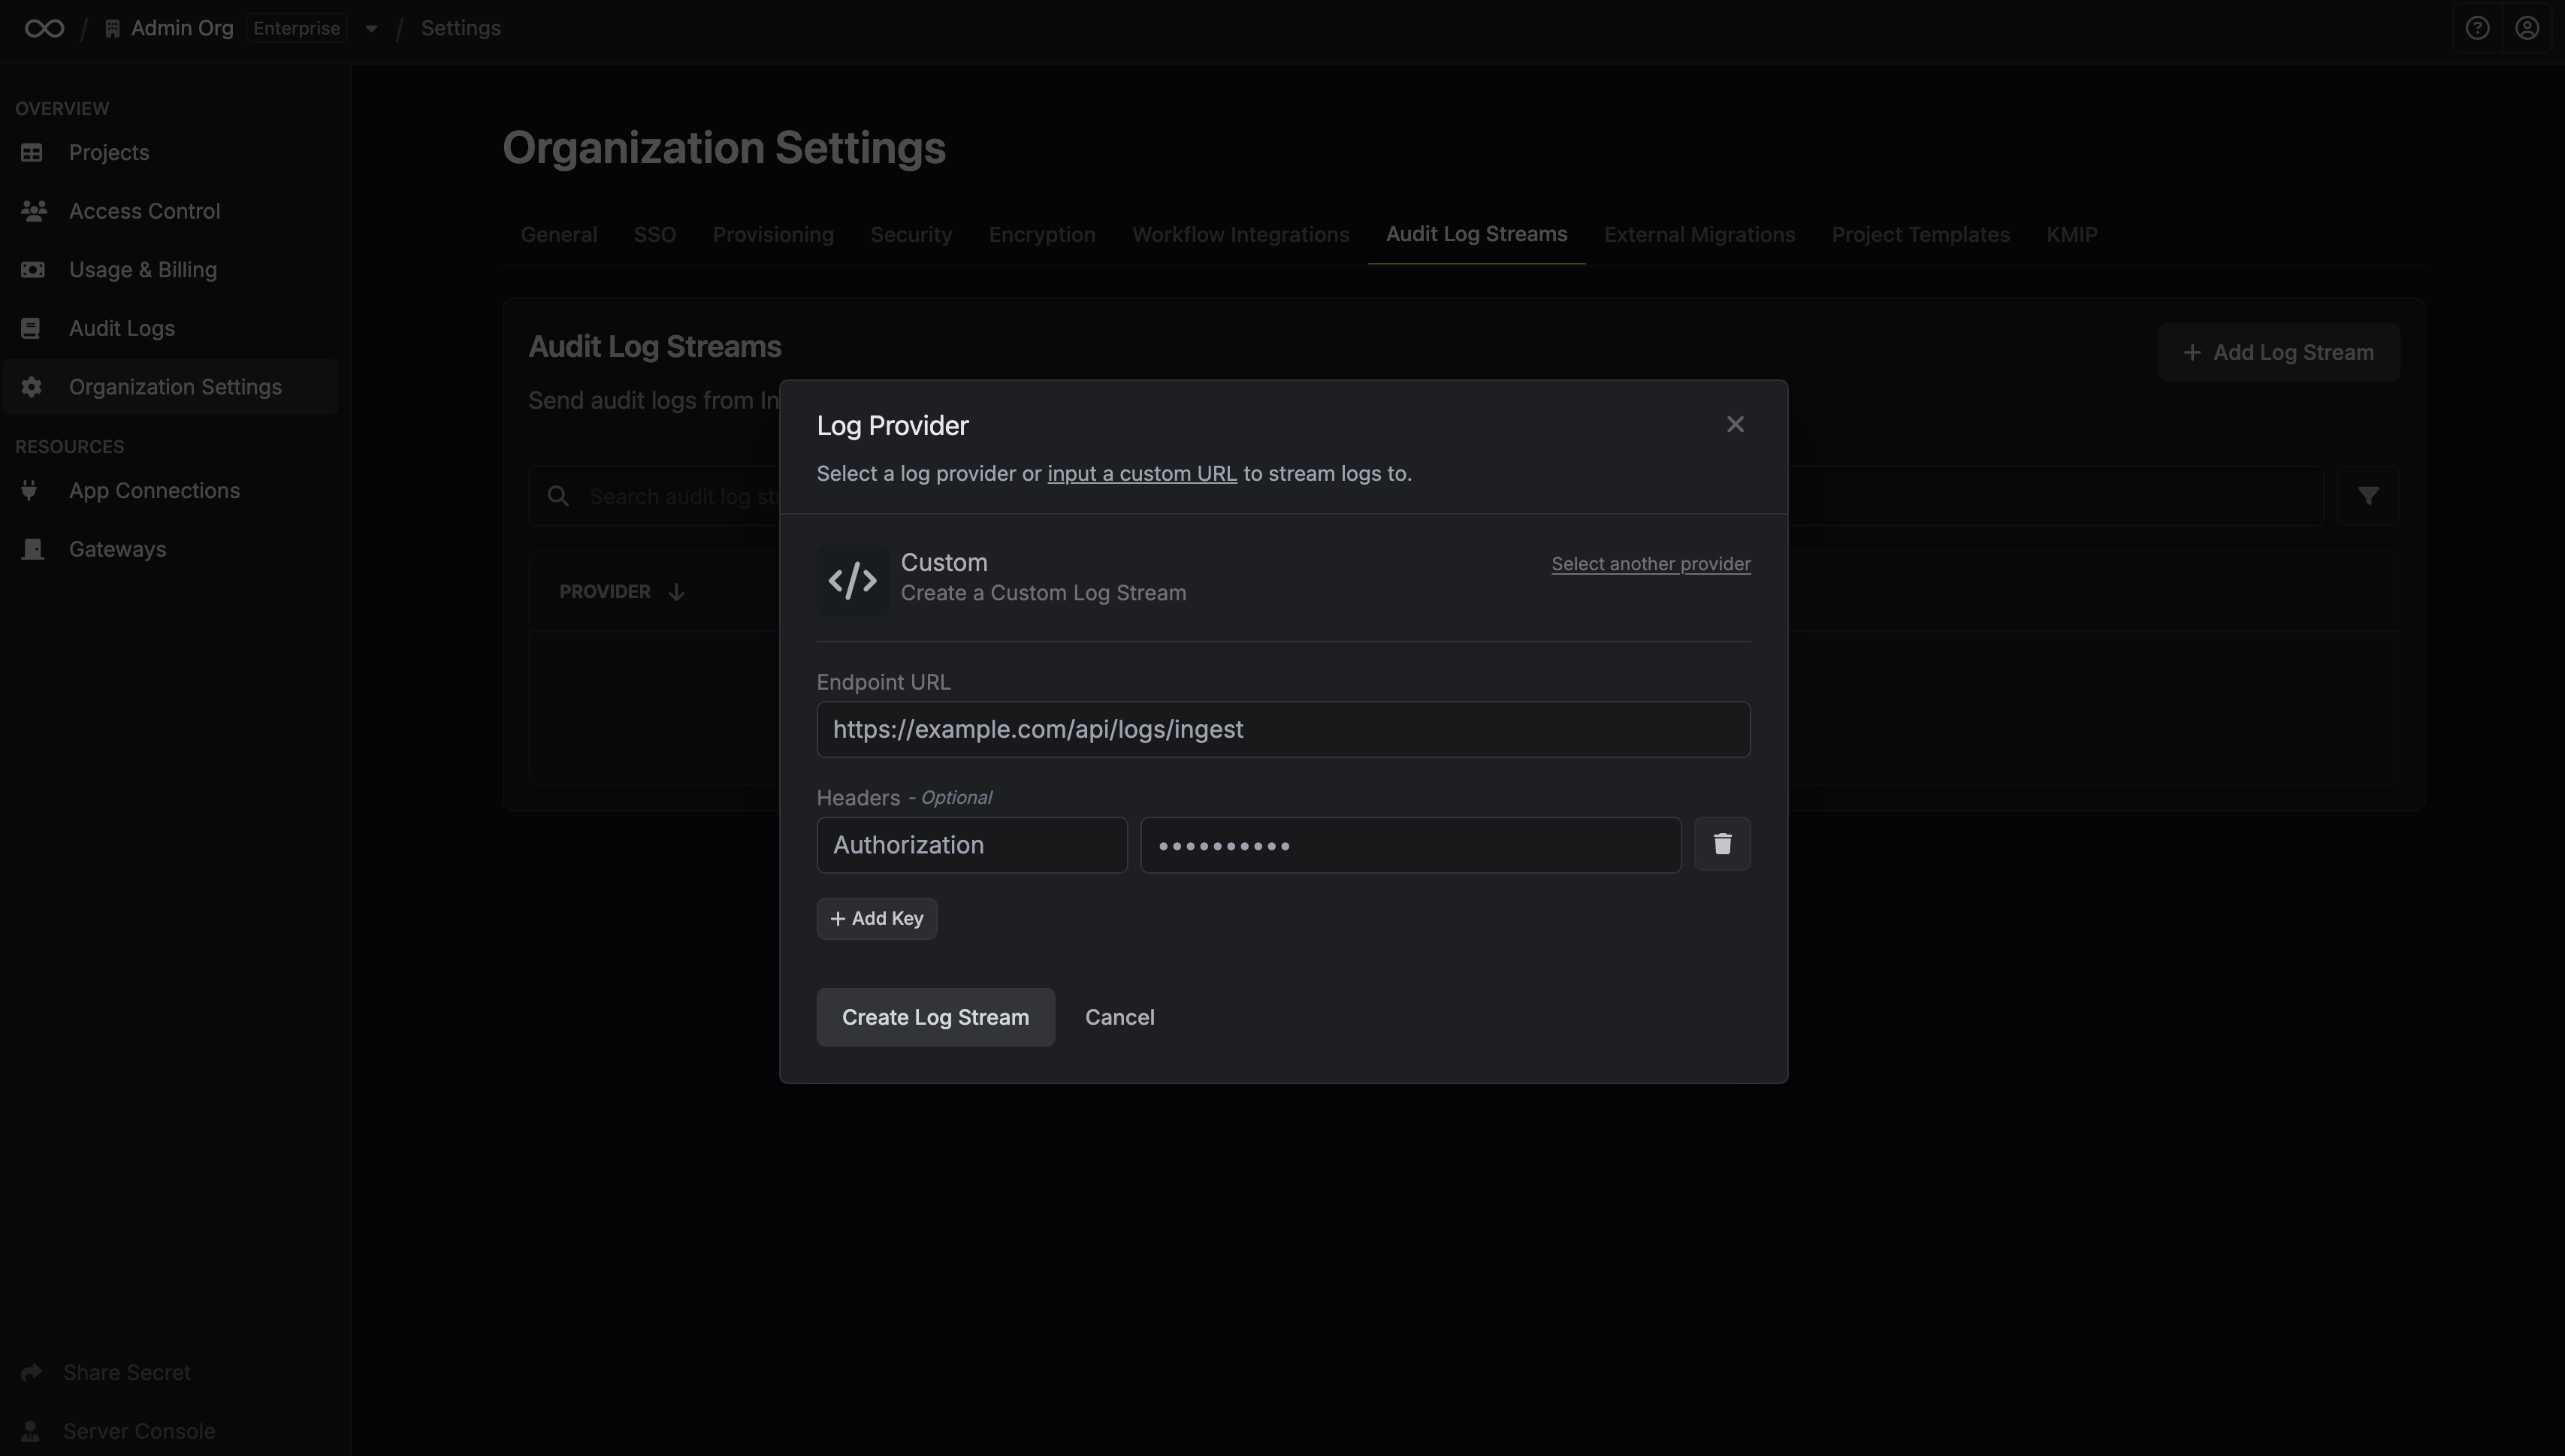 / Admin Org Enterprise / Settings
OVERVIEW
Projects
Access Control
Usage & Billing
Audit Logs
Organization Settings
RESOURCES
App Connections
Gateways
Share Secret
Server Console
Organization Settings
General SSO Provisioning Security Encryption Workflow Integrations Audit Log Streams External Migrations Project Templates KMIP
Audit Log Streams
+ Add Log Stream
Send audit logs from In
Search audit log st
PROVIDER
Log Provider
Select a log provider or input a custom URL to stream logs to.
Custom
Select another provider
Create a Custom Log Stream
Endpoint URL
https://example.com/api/logs/ingest
Headers - Optional
Authorization ••••••••••
+ Add Key
Create Log Stream Cancel